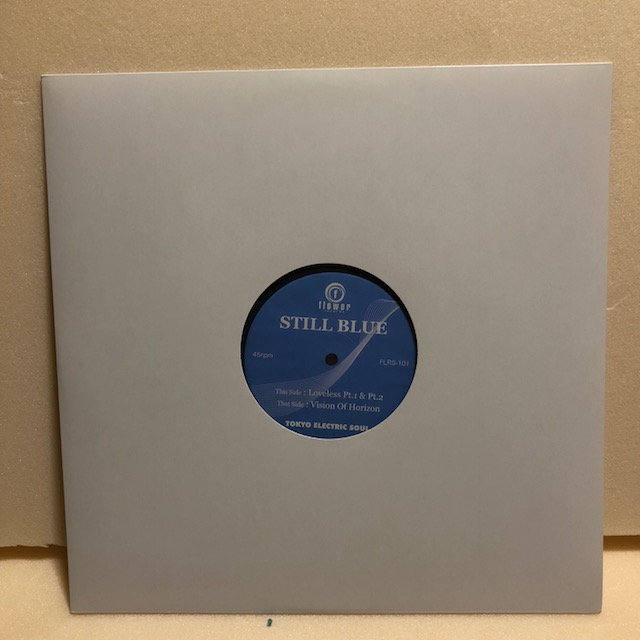 flower
STILL BLUE
45rpm
FLRS-101
This Side : Loveless Pt.1 & Pt.2
That Side : Vision Of Horizon
TOKYO ELECTRIC SOUL